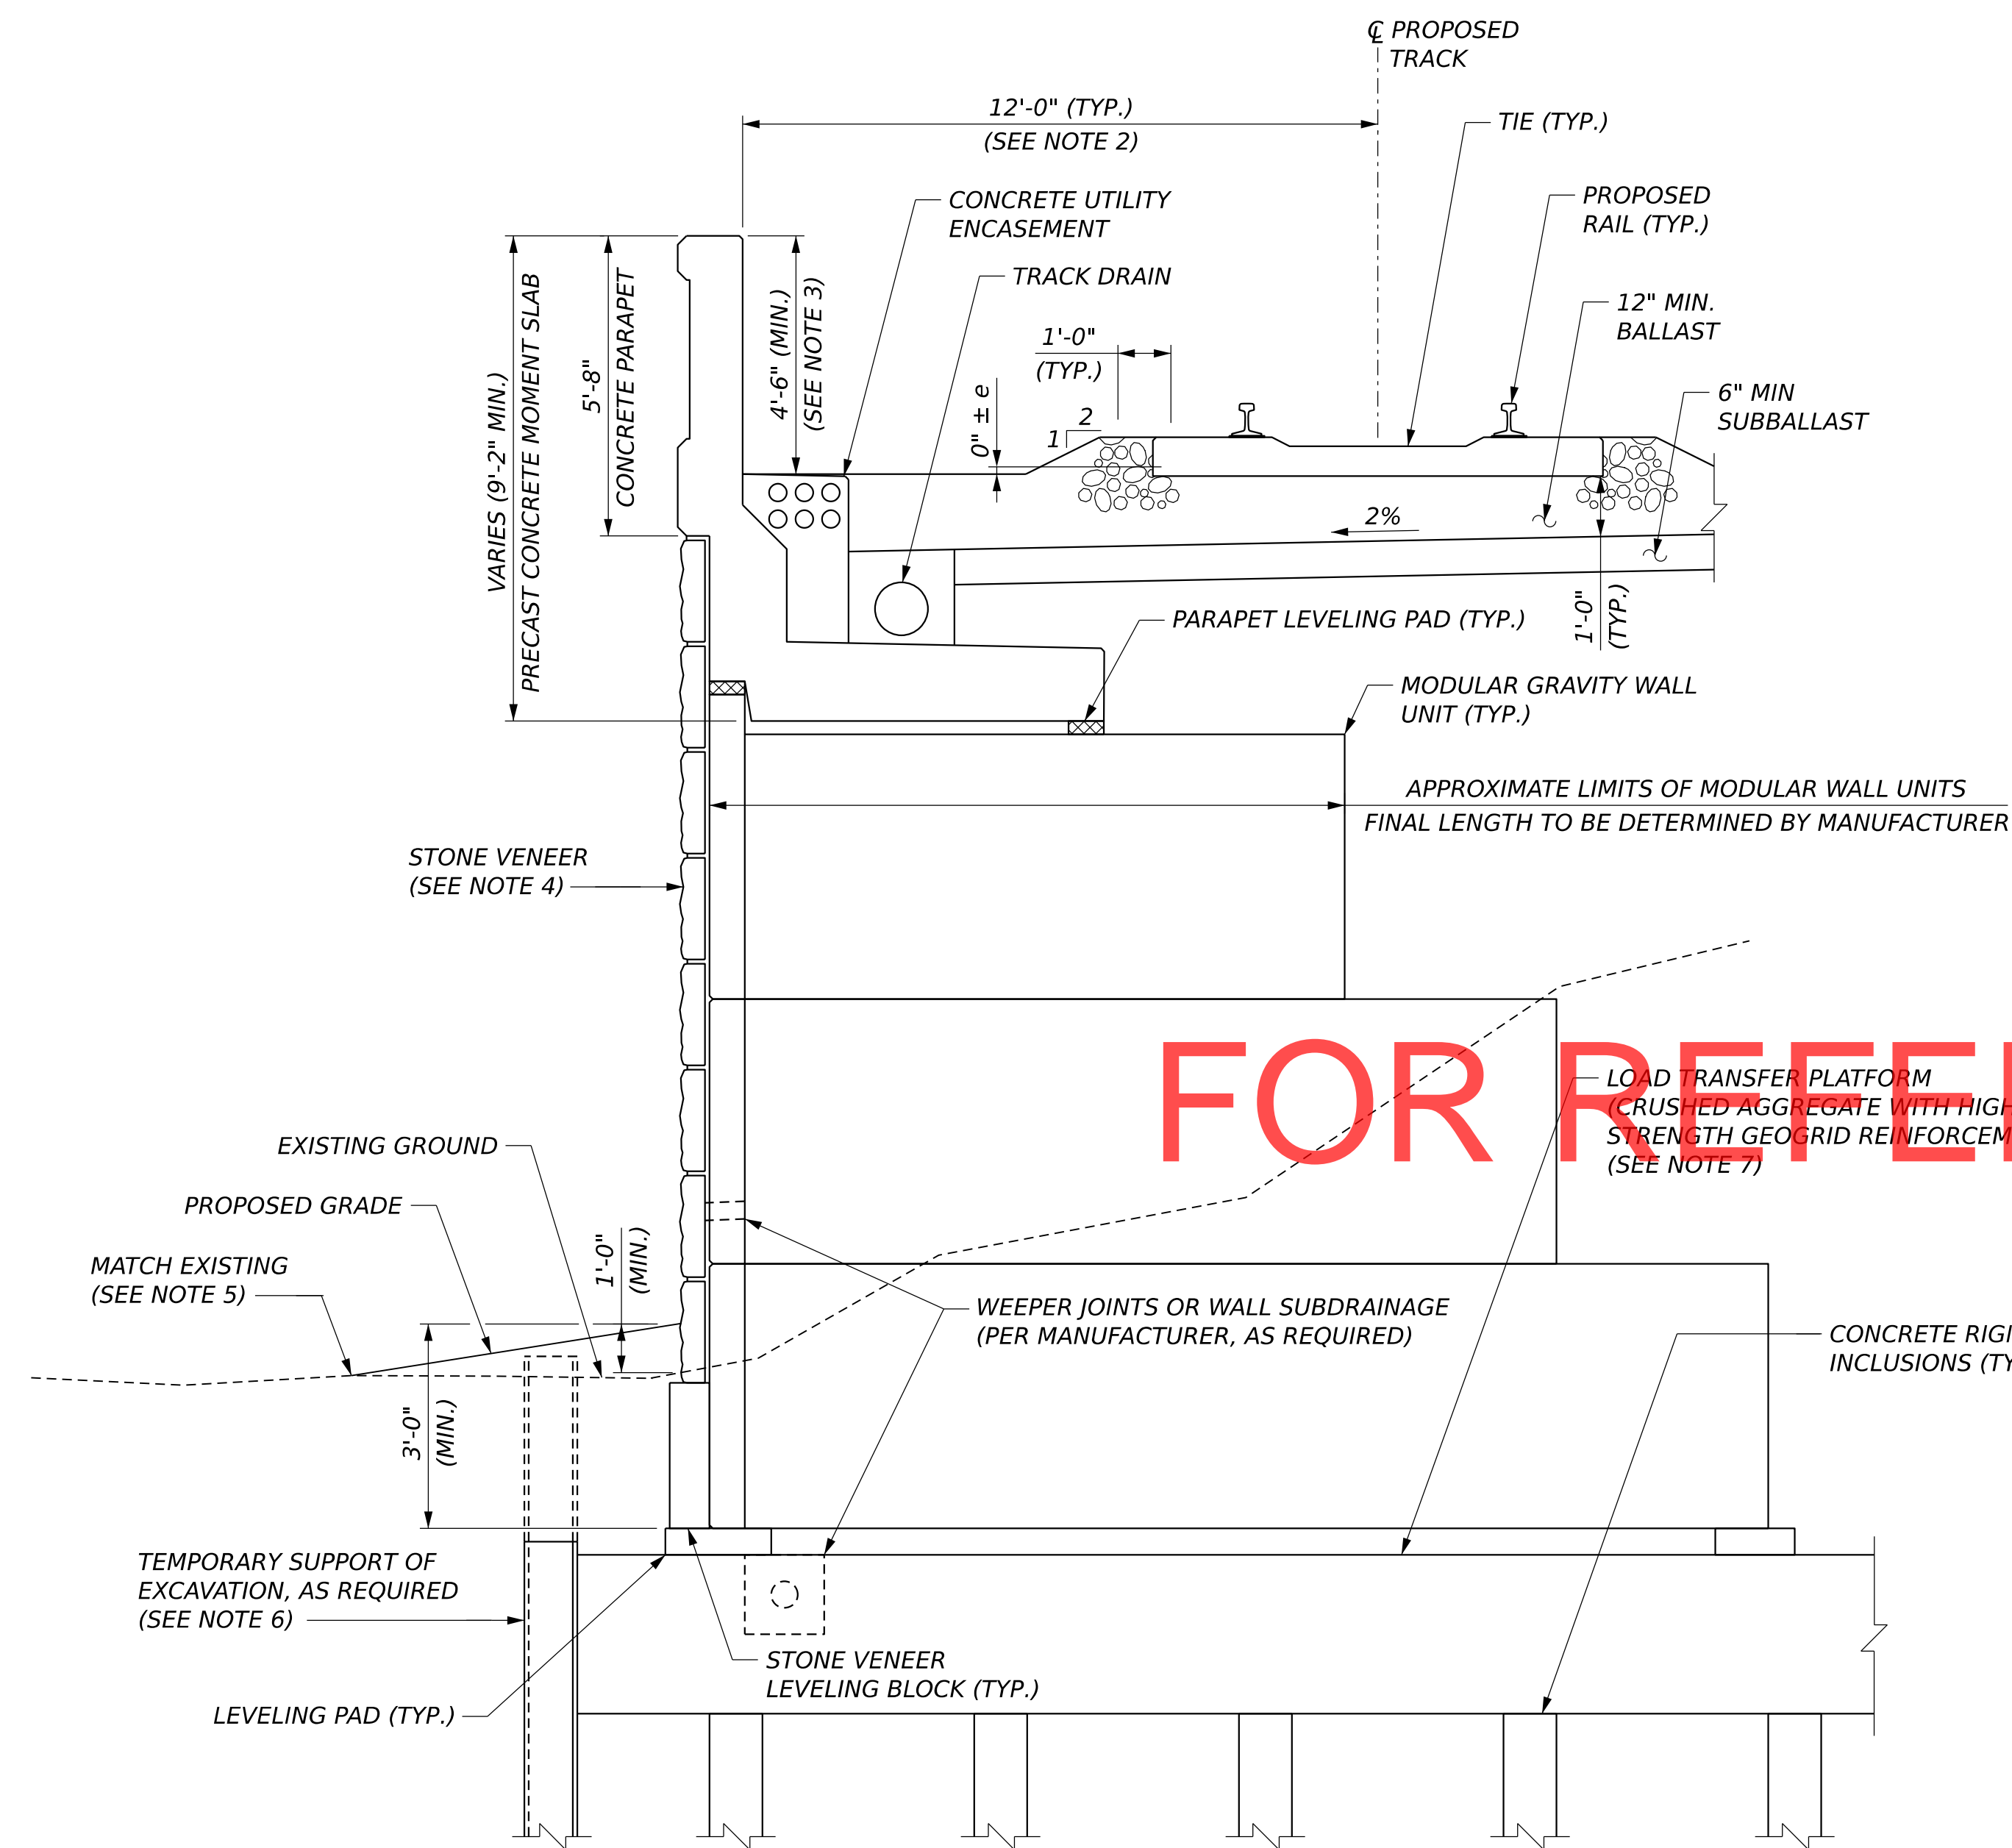 ℄ PROPOSED
TRACK
12'-0" (TYP.)
(SEE NOTE 2)
TIE (TYP.)
PROPOSED
RAIL (TYP.)
CONCRETE UTILITY
ENCASEMENT
TRACK DRAIN
12" MIN.
BALLAST
6" MIN
SUBBALLAST
VARIES (9'-2" MIN.)
PRECAST CONCRETE MOMENT SLAB
5'-8"
CONCRETE PARAPET
4'-6" (MIN.)
(SEE NOTE 3)
1'-0"
(TYP.)
0" ± e
2
1
2%
1'-0"
(TYP.)
PARAPET LEVELING PAD (TYP.)
MODULAR GRAVITY WALL
UNIT (TYP.)
APPROXIMATE LIMITS OF MODULAR WALL UNITS
FINAL LENGTH TO BE DETERMINED BY MANUFACTURER
STONE VENEER
(SEE NOTE 4)
FOR REFE
LOAD TRANSFER PLATFORM
(CRUSHED AGGREGATE WITH HIGH
STRENGTH GEOGRID REINFORCEM
(SEE NOTE 7)
EXISTING GROUND
PROPOSED GRADE
MATCH EXISTING
(SEE NOTE 5)
1'-0"
(MIN.)
WEEPER JOINTS OR WALL SUBDRAINAGE
(PER MANUFACTURER, AS REQUIRED)
CONCRETE RIGI
INCLUSIONS (TY
3'-0"
(MIN.)
TEMPORARY SUPPORT OF
EXCAVATION, AS REQUIRED
(SEE NOTE 6)
STONE VENEER
LEVELING BLOCK (TYP.)
LEVELING PAD (TYP.)